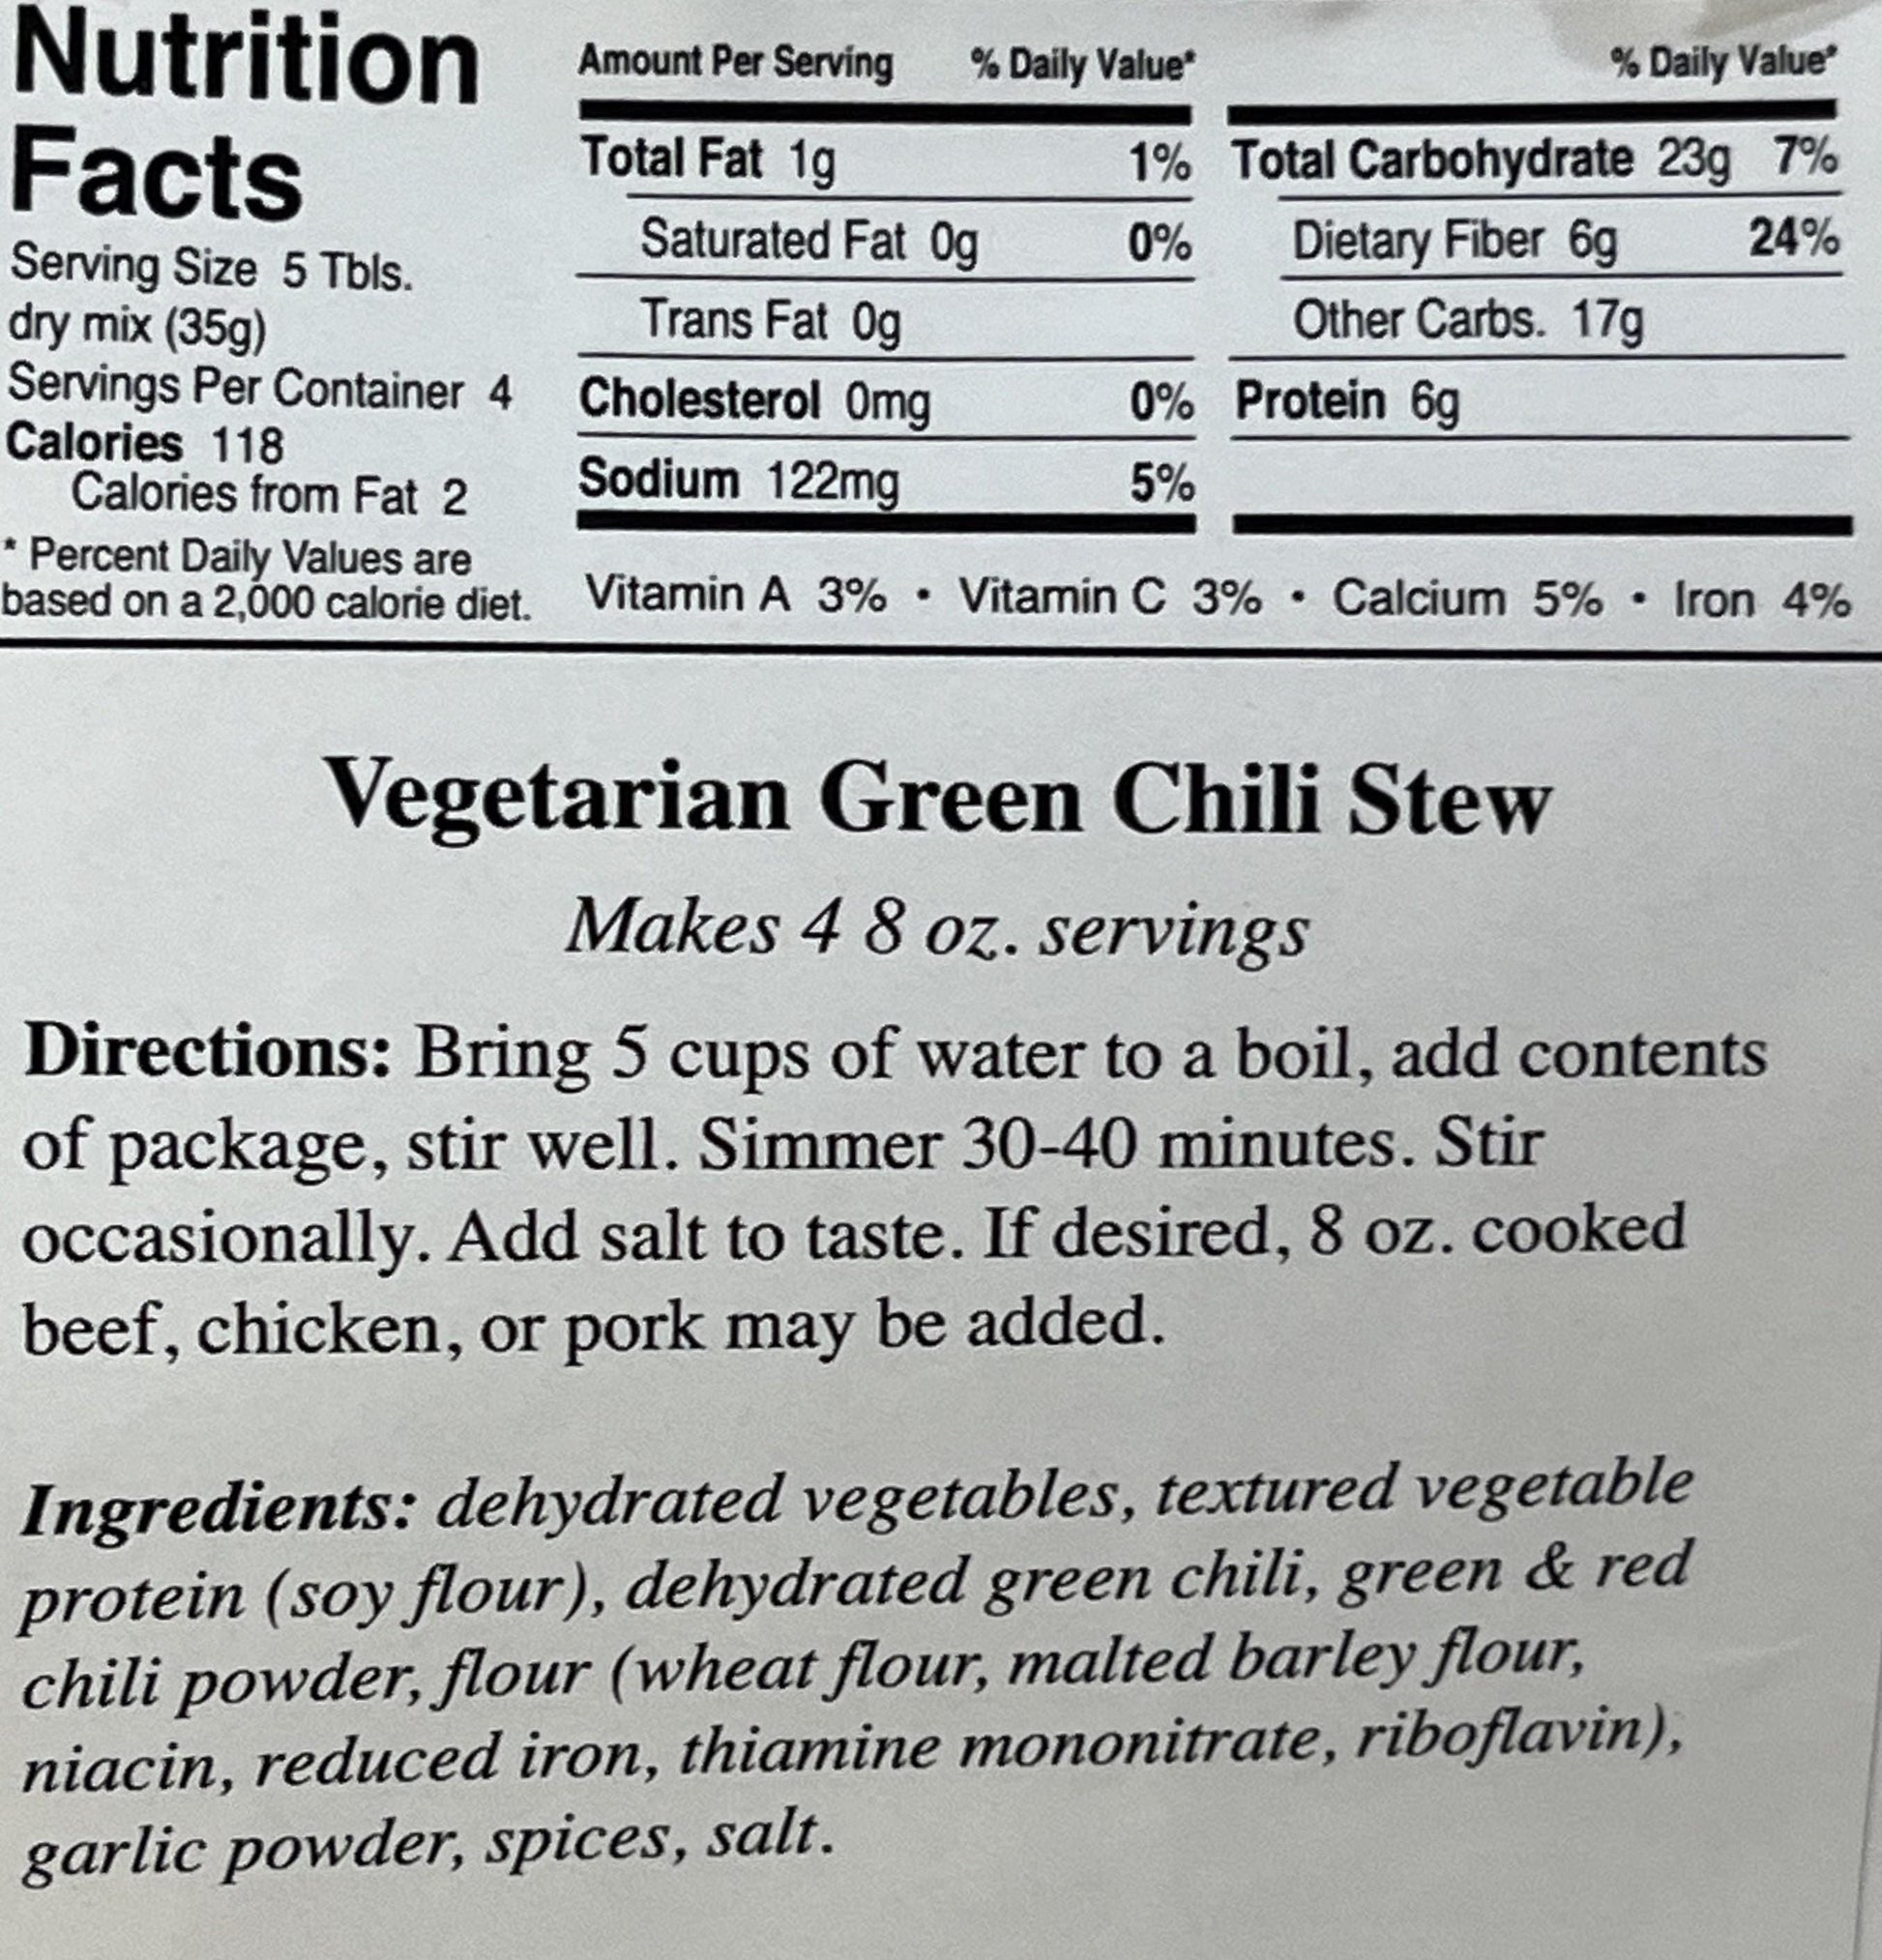 Nutrition
Facts
Serving Size 5 Tbls.
dry mix (35g)
Servings Per Container 4
Calories 118
Calories from Fat 2
* Percent Daily Values are
based on a 2,000 calorie diet.
Amount Per Serving % Daily Value*
Total Fat 1g 1%
Saturated Fat 0g 0%
Trans Fat 0g
Cholesterol 0mg 0%
Sodium 122mg 5%
% Daily Value*
Total Carbohydrate 23g 7%
Dietary Fiber 6g 24%
Other Carbs. 17g
Protein 6g
Vitamin A 3% • Vitamin C 3% • Calcium 5% • Iron 4%
Vegetarian Green Chili Stew
Makes 4 8 oz. servings
Directions: Bring 5 cups of water to a boil, add contents
of package, stir well. Simmer 30-40 minutes. Stir
occasionally. Add salt to taste. If desired, 8 oz. cooked
beef, chicken, or pork may be added.
Ingredients: dehydrated vegetables, textured vegetable
protein (soy flour), dehydrated green chili, green & red
chili powder, flour (wheat flour, malted barley flour,
niacin, reduced iron, thiamine mononitrate, riboflavin),
garlic powder, spices, salt.